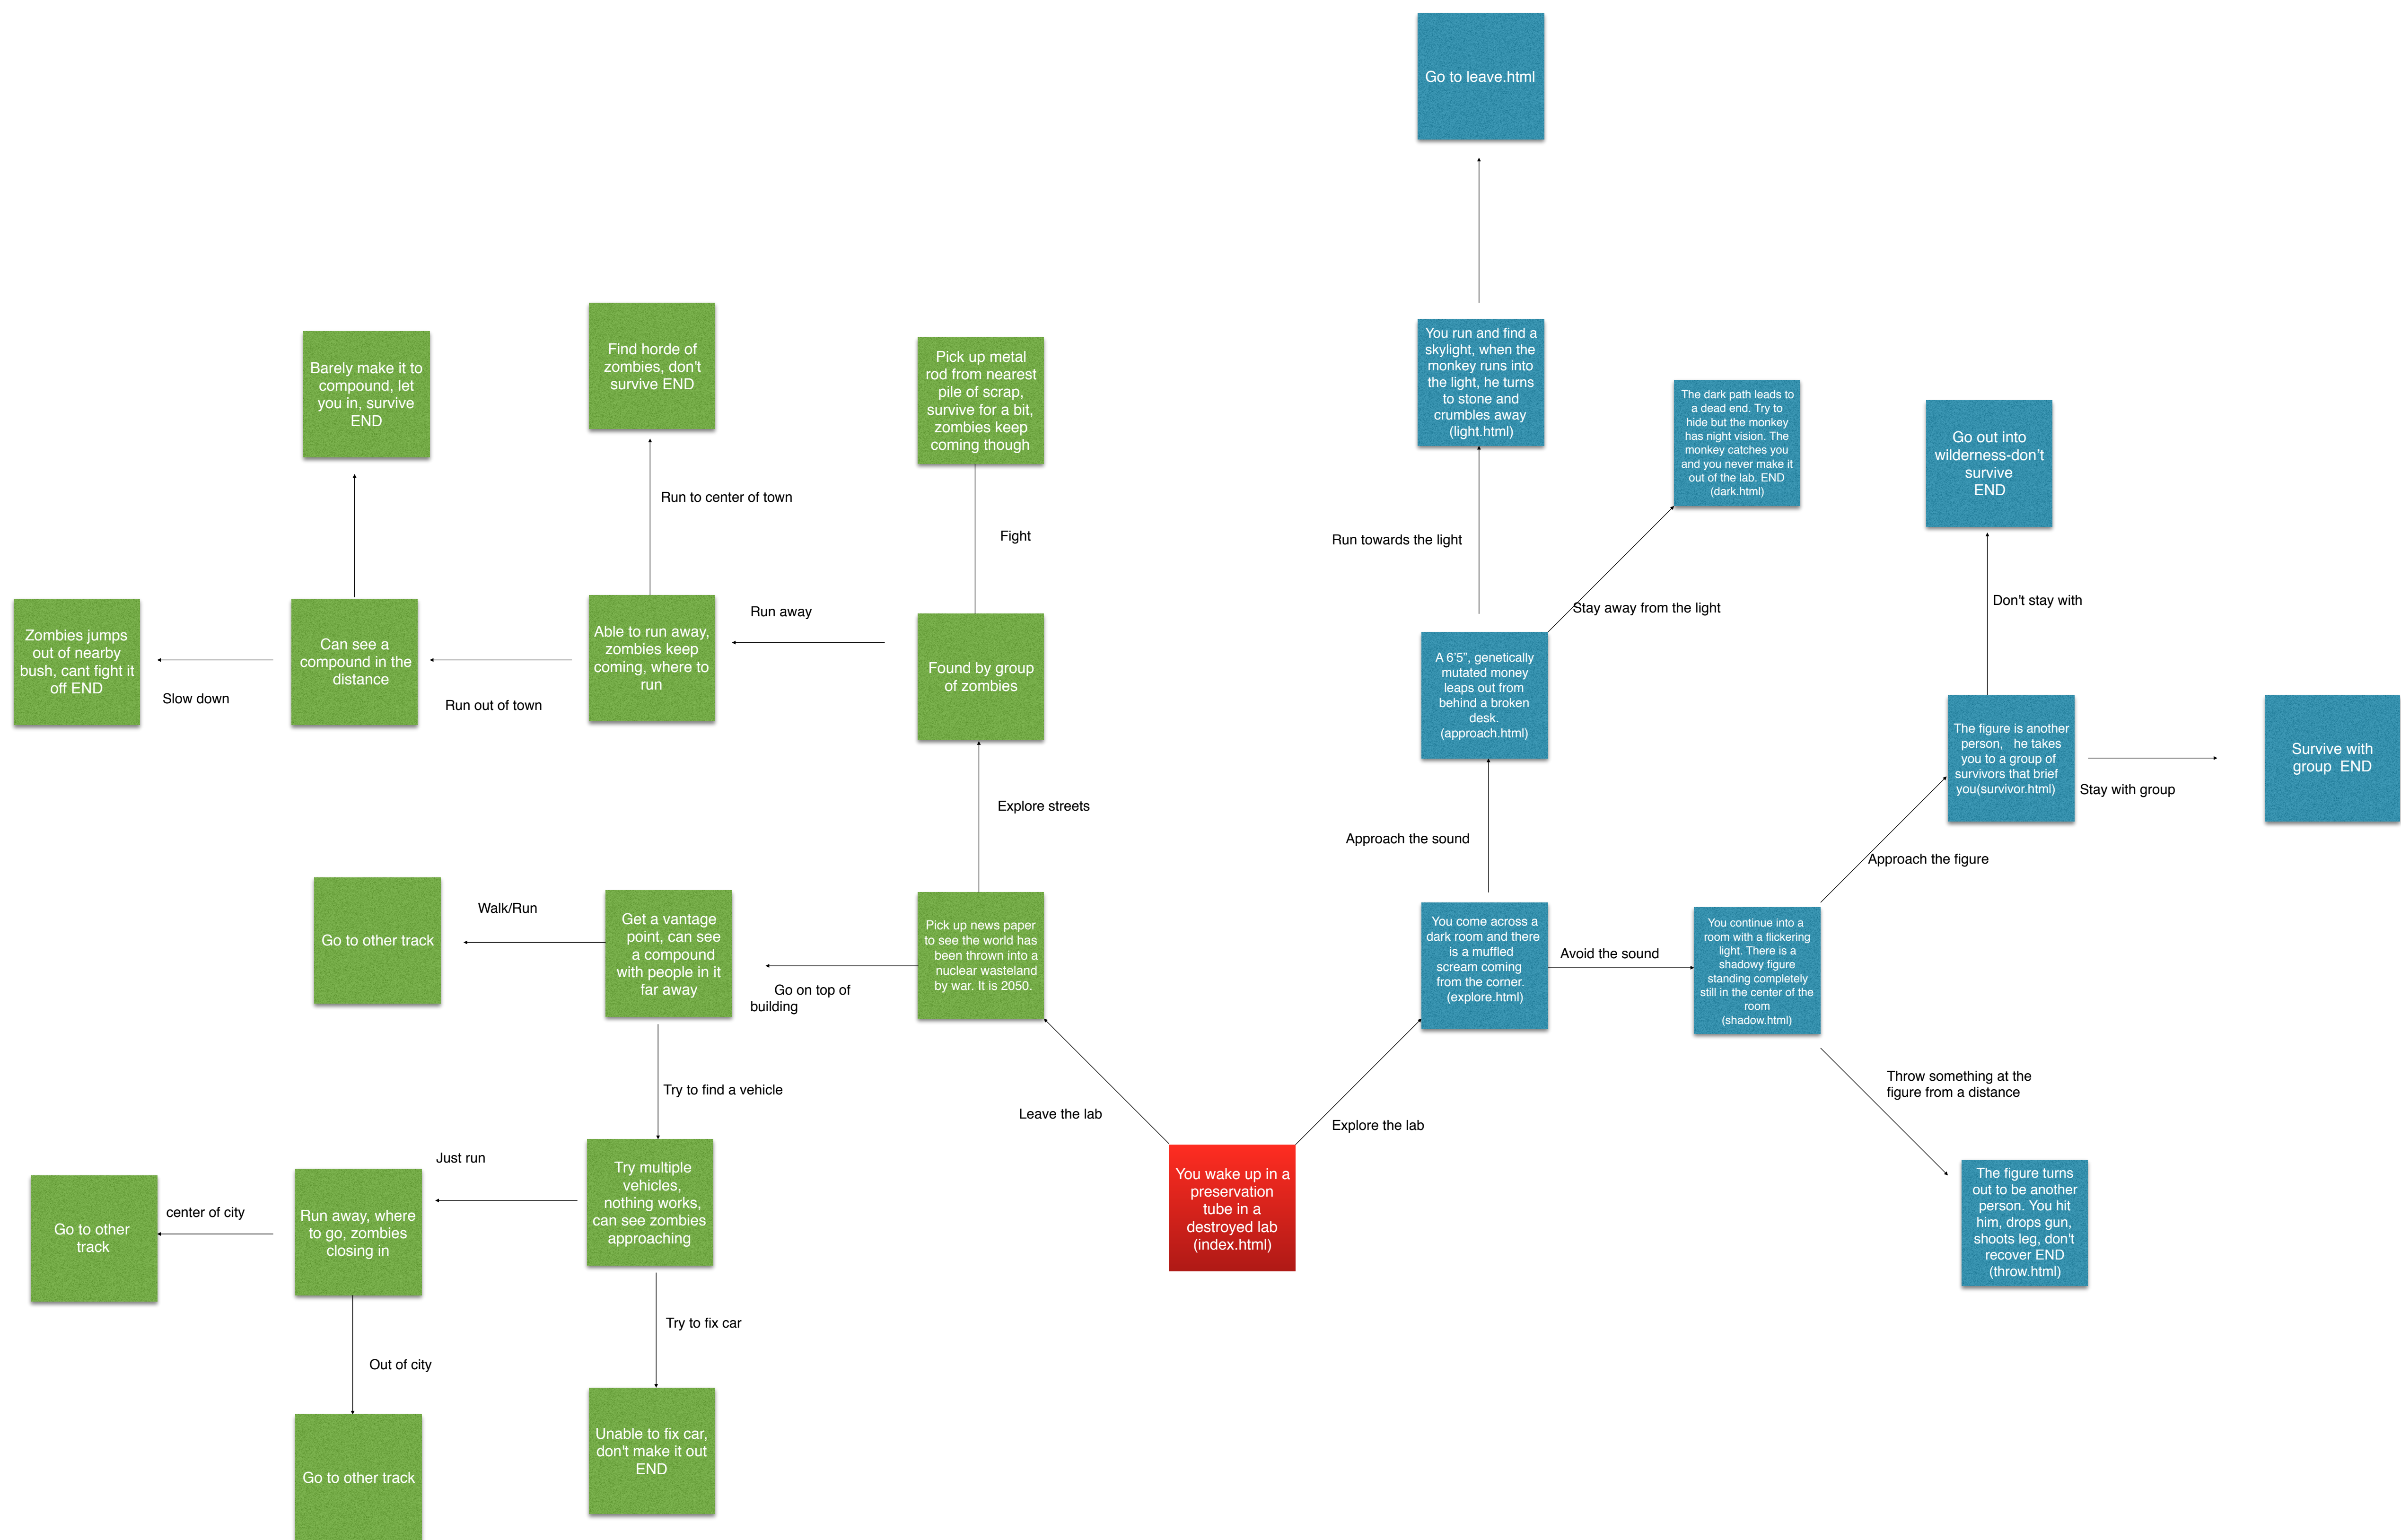 Go to leave.html
You run and find a
skylight, when the
monkey runs into
the light, he turns
to stone and
crumbles away
(light.html)
Find horde of
zombies, don't
survive END
Barely make it to
compound, let
you in, survive
END
Pick up metal
rod from nearest
pile of scrap,
survive for a bit,
zombies keep
coming though
The dark path leads to
a dead end. Try to
hide but the monkey
has night vision. The
monkey catches you
and you never make it
out of the lab. END
(dark.html)
Go out into
wilderness-don't
survive
END
Run to center of town
Fight
Run towards the light
Run away
Stay away from the light
Don't stay with
Zombies jumps
out of nearby
bush, cant fight it
off END
Slow down
Can see a
compound in the
distance
Run out of town
Able to run away,
zombies keep
coming, where to
run
Found by group
of zombies
A 6'5”, genetically
mutated money
leaps out from
behind a broken
desk.
(approach.html)
The figure is another
person, he takes
you to a group of
survivors that brief
you(survivor.html)
Stay with group
Survive with
group END
Explore streets
Approach the sound
Approach the figure
Go to other track
Walk/Run
Get a vantage
point, can see
a compound
with people in it
far away
Go on top of
building
Pick up news paper
to see the world has
been thrown into a
nuclear wasteland
by war. It is 2050.
You come across a
dark room and there
is a muffled
scream coming
from the corner.
(explore.html)
Avoid the sound
You continue into a
room with a flickering
light. There is a
shadowy figure
standing completely
still in the center of the
room
(shadow.html)
Try to find a vehicle
Leave the lab
Explore the lab
Throw something at the
figure from a distance
Just run
Go to other
track
center of city
Run away, where
to go, zombies
closing in
Try multiple
vehicles,
nothing works,
can see zombies
approaching
You wake up in a
preservation
tube in a
destroyed lab
(index.html)
The figure turns
out to be another
person. You hit
him, drops gun,
shoots leg, don't
recover END
(throw.html)
Try to fix car
Out of city
Unable to fix car,
don't make it out
END
Go to other track